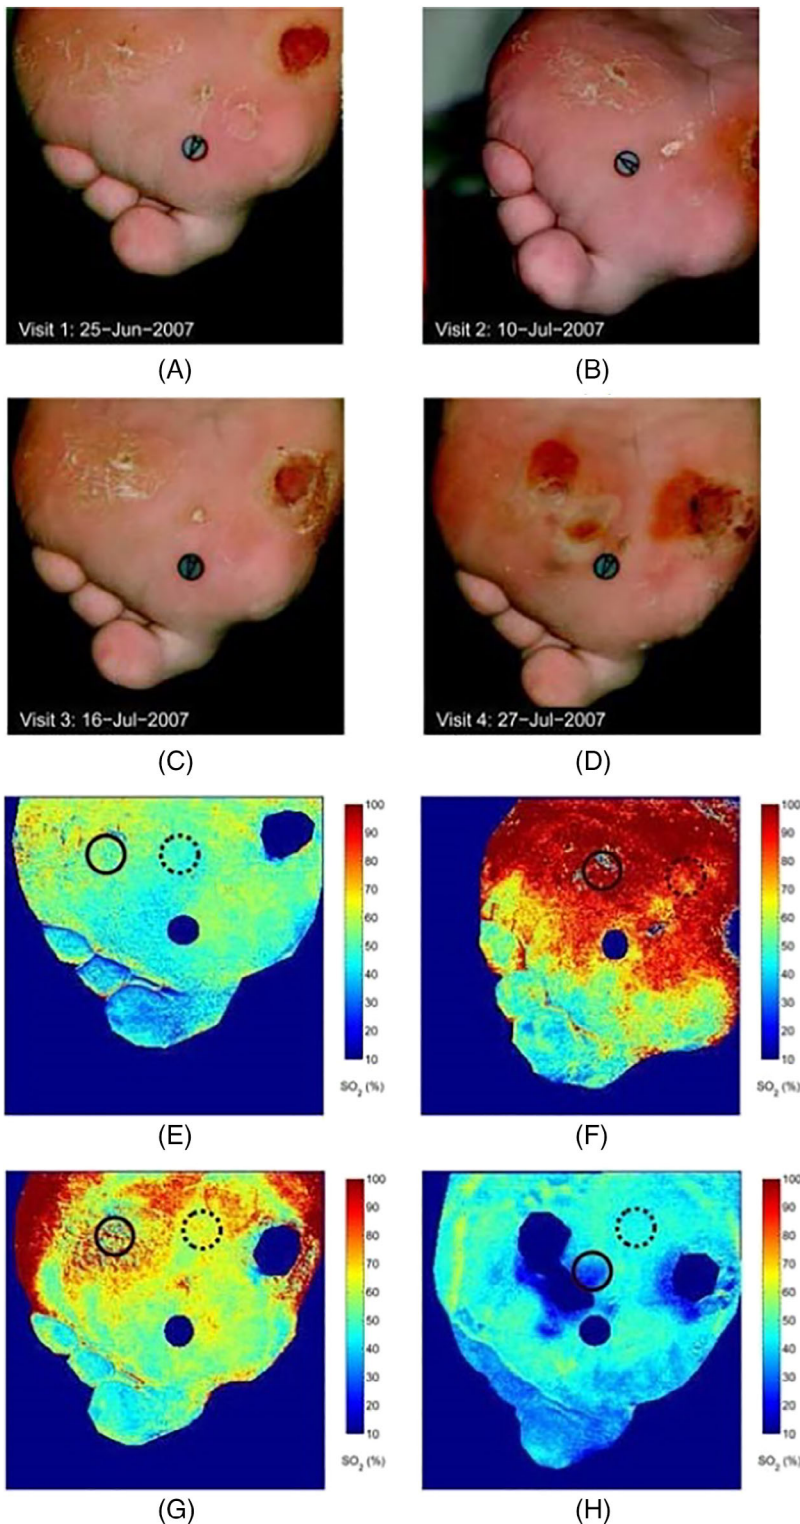 Visit 1: 25-Jun-2007
Visit 2: 10-Jul-2007
(A)
(B)
Visit 3: 16-Jul-2007
Visit 4: 27-Jul-2007
(C)
(D)
100
90
80
70
60
50
40
30
20
10
SO₂ (%)
100
90
80
70
60
50
40
30
20
10
SO₂ (%)
(E)
(F)
100
90
80
70
60
50
40
30
20
10
SO₂ (%)
100
90
80
70
60
50
40
30
20
10
SO₂ (%)
(G)
(H)